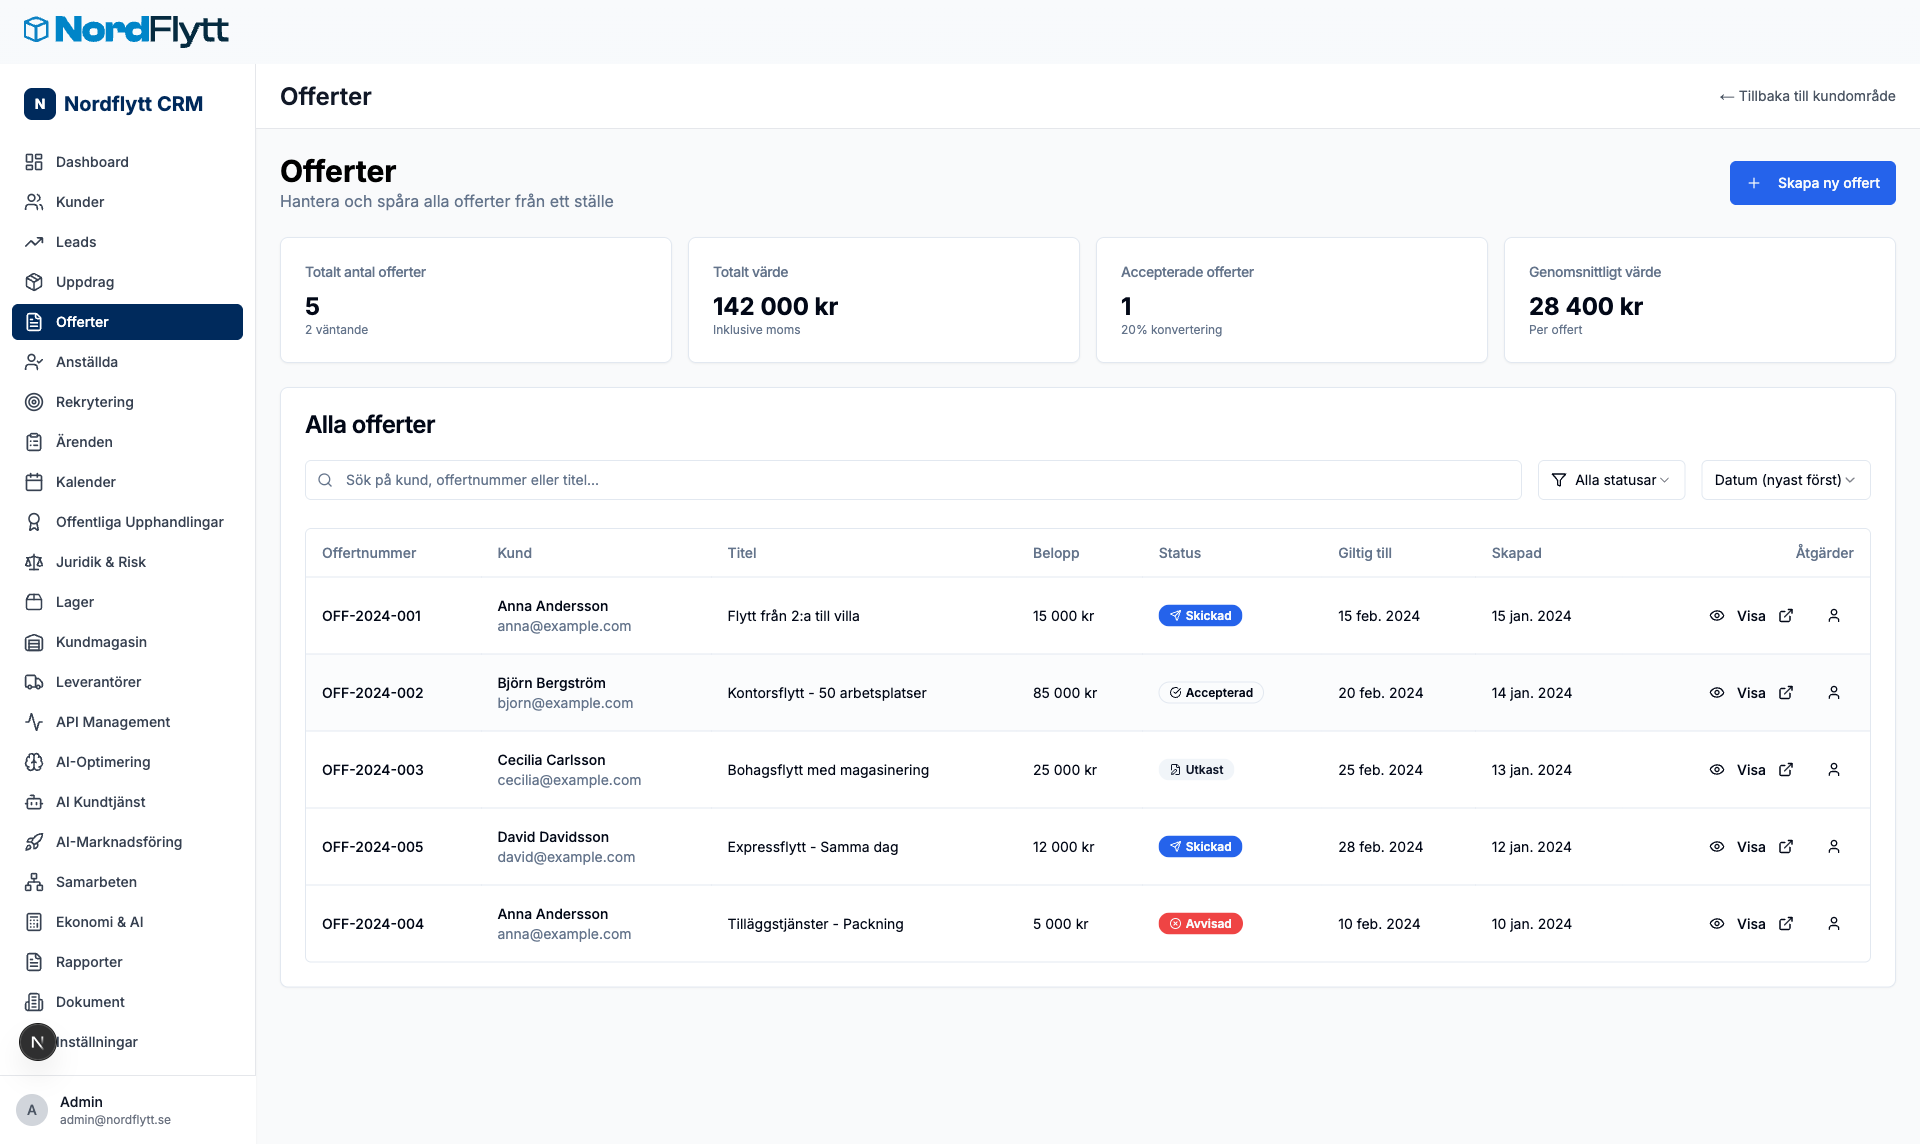 NordFlytt
N Nordflytt CRM
Dashboard
Kunder
Leads
Uppdrag
Offerter
Anställda
Rekrytering
Ärenden
Kalender
Offentliga Upphandlingar
Juridik & Risk
Lager
Kundmagasin
Leverantörer
API Management
AI-Optimering
AI Kundtjänst
AI-Marknadsföring
Samarbeten
Ekonomi & AI
Rapporter
Dokument
N Inställningar
A Admin
admin@nordflytt.se
Offerter
← Tillbaka till kundområde
Offerter
Hantera och spåra alla offerter från ett ställe
+ Skapa ny offert
Totalt antal offerter
5
2 väntande
Totalt värde
142 000 kr
Inklusive moms
Accepterade offerter
1
20% konvertering
Genomsnittligt värde
28 400 kr
Per offert
Alla offerter
Sök på kund, offertnummer eller titel...
Alla statusar
Datum (nyast först)
Offertnummer Kund Titel Belopp Status Giltig till Skapad Åtgärder
OFF-2024-001 Anna Andersson Flytt från 2:a till villa 15 000 kr Skickad 15 feb. 2024 15 jan. 2024 Visa
anna@example.com
OFF-2024-002 Björn Bergström Kontorsflytt - 50 arbetsplatser 85 000 kr Accepterad 20 feb. 2024 14 jan. 2024 Visa
bjorn@example.com
OFF-2024-003 Cecilia Carlsson Bohagsflytt med magasinering 25 000 kr Utkast 25 feb. 2024 13 jan. 2024 Visa
cecilia@example.com
OFF-2024-005 David Davidsson Expressflytt - Samma dag 12 000 kr Skickad 28 feb. 2024 12 jan. 2024 Visa
david@example.com
OFF-2024-004 Anna Andersson Tilläggstjänster - Packning 5 000 kr Avvisad 10 feb. 2024 10 jan. 2024 Visa
anna@example.com